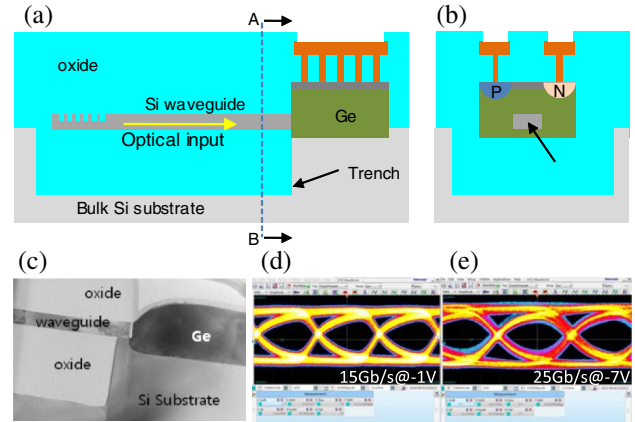 (a)
(b)
A
oxide
Si waveguide
Optical input
Ge
Trench
Bulk Si substrate
B
P
N
(c)
(d)
(e)
oxide
waveguide
Ge
oxide
Si Substrate
15Gb/s@-1V
25Gb/s@-7V